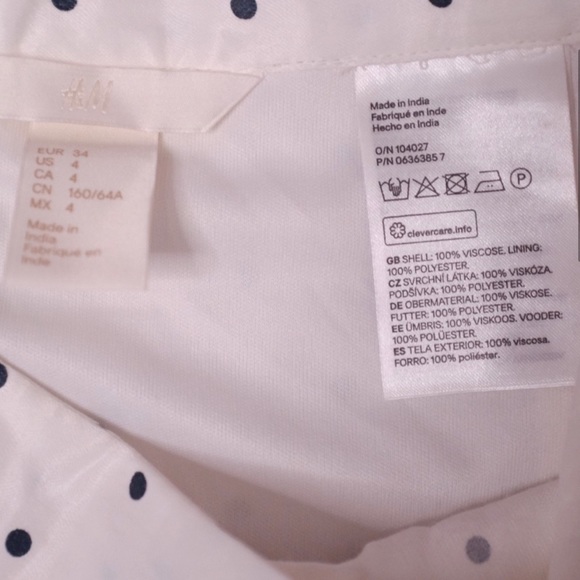 H&M
EUR 34
US 4
CA 4
CN 160/64A
MX 4
Made in
India
Fabriqué en
Inde
Made in India
Fabriqué en Inde
Hecho en India
O/N 104027
P/N 0636385 7
P
clevercare.info
GB SHELL: 100% VISCOSE. LINING:
100% POLYESTER.
CZ SVRCHNÍ LÁTKA: 100% VISKÓZA.
PODŠÍVKA: 100% POLYESTER.
DE OBERMATERIAL: 100% VISKOSE.
FUTTER: 100% POLYESTER.
EE ÜMBRIS: 100% VISKOOS. VOODER:
100% POLÜESTER.
ES TELA EXTERIOR: 100% viscosa.
FORRO: 100% poliéster.